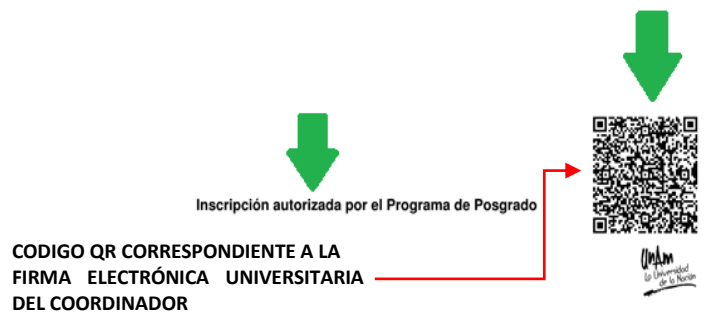 Inscripción autorizada por el Programa de Posgrado
CODIGO QR CORRESPONDIENTE A LA
FIRMA ELECTRÓNICA UNIVERSITARIA
DEL COORDINADOR
UNAM
La Universidad
de la Nación